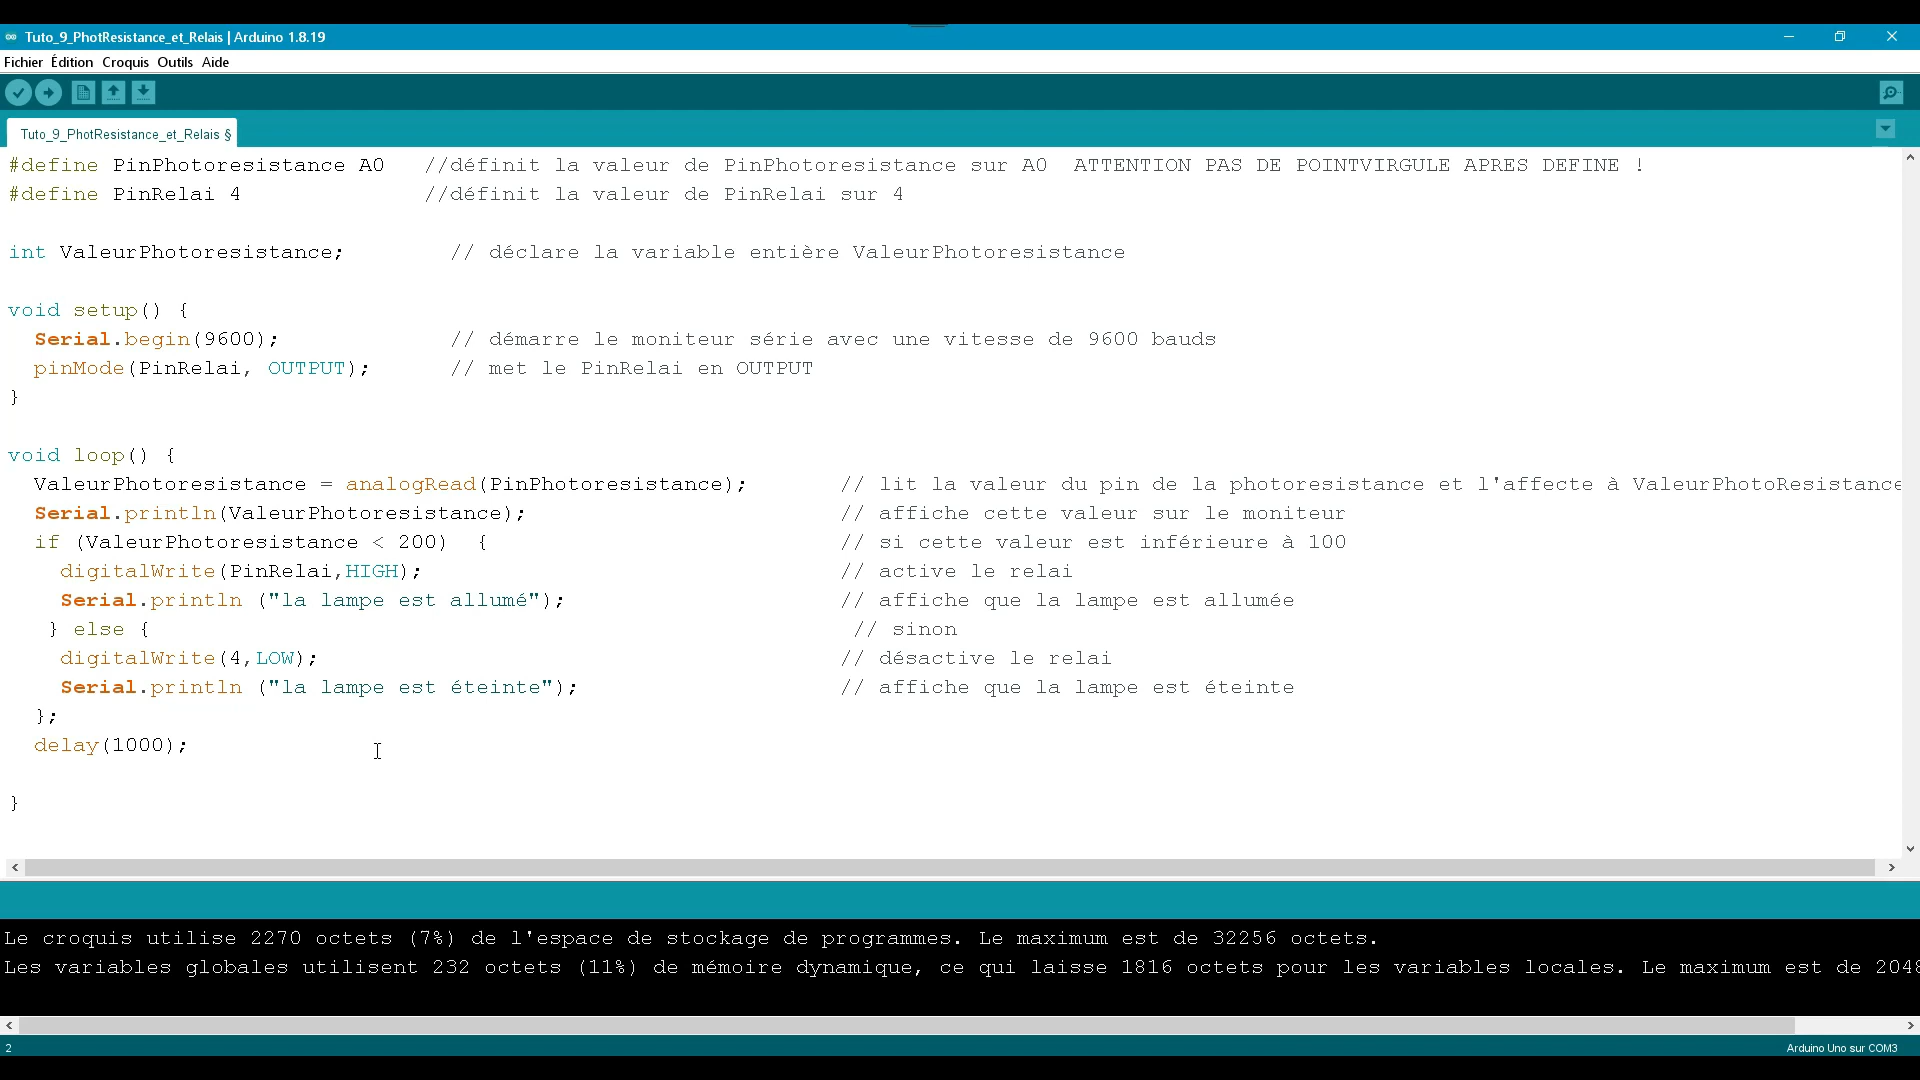 Tuto_9_PhotResistance_et_Relais | Arduino 1.8.19
Fichier Édition Croquis Outils Aide
Tuto_9_PhotResistance_et_Relais §
#define PinPhotoresistance A0 //définit la valeur de PinPhotoresistance sur A0 ATTENTION PAS DE POINTVIRGULE APRES DEFINE !
#define PinRelai 4 //définit la valeur de PinRelai sur 4
int ValeurPhotoresistance; // déclare la variable entière ValeurPhotoresistance
void setup() {
Serial.begin(9600); // démarre le moniteur série avec une vitesse de 9600 bauds
pinMode(PinRelai, OUTPUT); // met le PinRelai en OUTPUT
}
void loop() {
ValeurPhotoresistance = analogRead(PinPhotoresistance); // lit la valeur du pin de la photoresistance et l'affecte à ValeurPhotoResistance
Serial.println(ValeurPhotoresistance); // affiche cette valeur sur le moniteur
if (ValeurPhotoresistance < 200) { // si cette valeur est inférieure à 100
digitalWrite(PinRelai,HIGH); // active le relai
Serial.println ("la lampe est allumé"); // affiche que la lampe est allumée
} else { // sinon
digitalWrite(4,LOW); // désactive le relai
Serial.println ("la lampe est éteinte"); // affiche que la lampe est éteinte
};
delay(1000);
}
Le croquis utilise 2270 octets (7%) de l'espace de stockage de programmes. Le maximum est de 32256 octets.
Les variables globales utilisent 232 octets (11%) de mémoire dynamique, ce qui laisse 1816 octets pour les variables locales. Le maximum est de 2048
2
Arduino Uno sur COM3